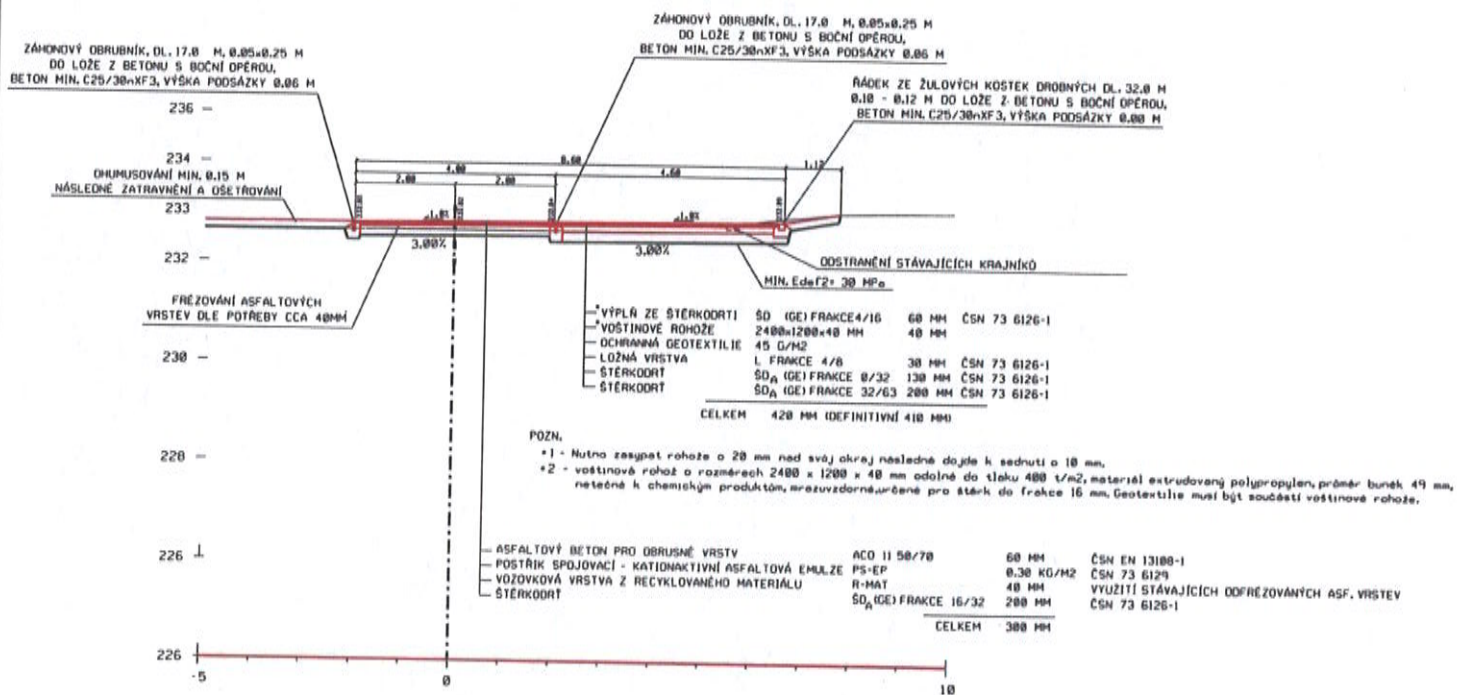 ZÁHONOVÝ OBRUBNÍK, DL. 17.0 M, 0.05x0.25 M
DO LOŽE Z BETONU S BOČNÍ OPĚROU,
BETON MIN. C25/30nXF3, VÝŠKA PODSÁZKY 0.06 M
ZÁHONOVÝ OBRUBNÍK, DL. 17.0 M, 0.05x0.25 M
DO LOŽE Z BETONU S BOČNÍ OPĚROU,
BETON MIN. C25/30nXF3, VÝŠKA PODSÁZKY 0.06 M
ŘÁDEK ZE ŽULOVÝCH KOSTEK DROBNÝCH DL. 32.0 M
0.10 - 0.12 M DO LOŽE Z BETONU S BOČNÍ OPĚROU,
BETON MIN. C25/30nXF3, VÝŠKA PODSÁZKY 0.00 M
236
234
233
232
230
228
226
226
OHUMUSOVÁNÍ MIN. 0.15 M
NÁSLEDNÉ ZATRAVNĚNÍ A OŠETŘOVÁNÍ
8.60
1.12
4.00
4.60
2.00
2.00
3.00%
3.00%
ODSTRANĚNÍ STÁVAJÍCÍCH KRAJNÍKŮ
MIN. Edef2= 30 MPa
FRÉZOVÁNÍ ASFALTOVÝCH
VRSTEV DLE POTŘEBY CCA 40MM
*VÝPLŇ ZE ŠTĚRKODRTI ŠD (GE) FRAKCE4/16 60 MM ČSN 73 6126-1
*VOŠTINOVÉ ROHOŽE 2400x1200x40 MM 40 MM
OCHRANNÁ GEOTEXTILIE 45 G/M2
LOŽNÁ VRSTVA L FRAKCE 4/8 30 MM ČSN 73 6126-1
ŠTĚRKODRŤ ŠDA (GE) FRAKCE 0/32 130 MM ČSN 73 6126-1
ŠTĚRKODRŤ ŠDA (GE) FRAKCE 32/63 200 MM ČSN 73 6126-1
CELKEM 420 MM (DEFINITIVNÍ 410 MM)
POZN.
*1 - Nutno zasypat rohože o 20 mm nad svůj okraj následně dojde k sednutí o 10 mm.
*2 - voštinová rohož o rozměrech 2400 x 1200 x 40 mm odolné do tlaku 400 t/m2, materiál extrudovaný polypropylen, průměr buněk 49 mm,
netečné k chemickým produktům, mrazuvzdorné,určené pro štěrk do frakce 16 mm. Geotextilie musí být součástí voštinové rohože.
ASFALTOVÝ BETON PRO OBRUSNÉ VRSTVY ACO 11 50/70 60 MM ČSN EN 13108-1
POSTŘIK SPOJOVACÍ - KATIONAKTIVNÍ ASFALTOVÁ EMULZE PS-EP 0.30 KG/M2 ČSN 73 6129
VOZOVKOVÁ VRSTVA Z RECYKLOVANÉHO MATERIÁLU R-MAT 40 MM VYUŽITÍ STÁVAJÍCÍCH ODFRÉZOVANÝCH ASF. VRSTEV
ŠTĚRKODRŤ ŠDA (GE) FRAKCE 16/32 200 MM ČSN 73 6126-1
CELKEM 300 MM
-5
0
10